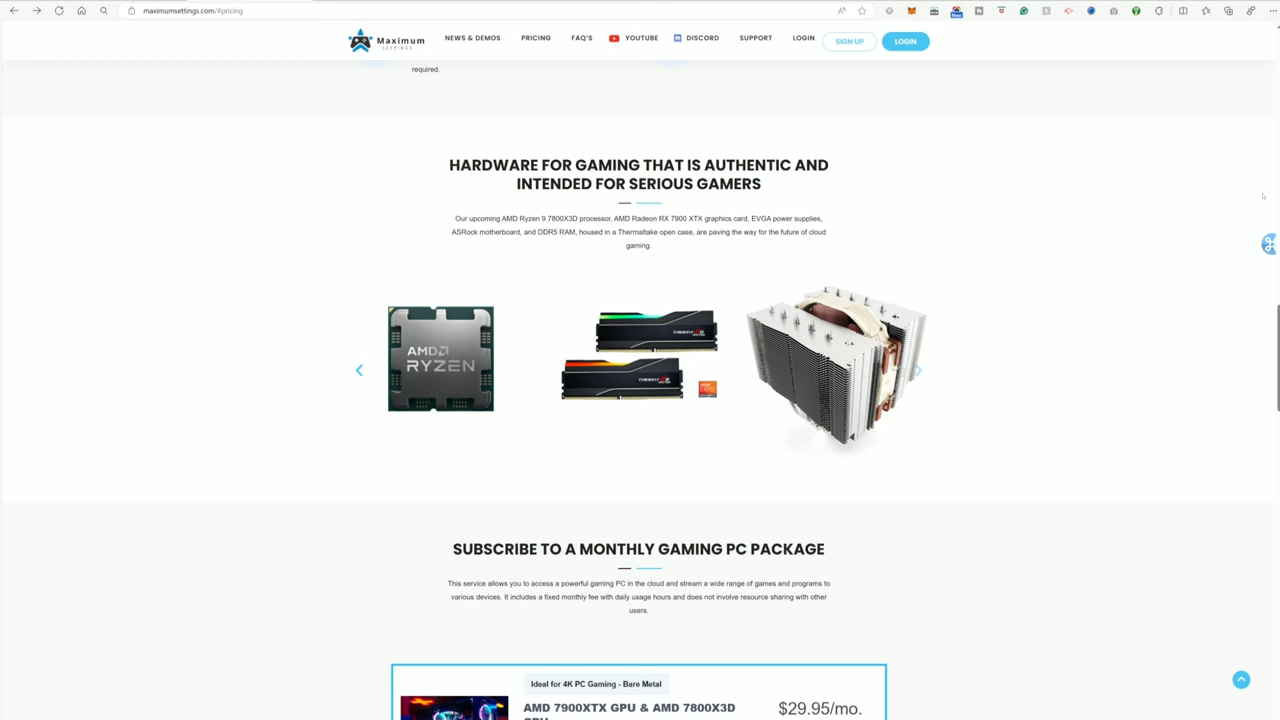 maximumsettings.com/#pricing
New
Maximum
SETTINGS
NEWS & DEMOS
PRICING
FAQ'S
YOUTUBE
DISCORD
SUPPORT
LOGIN
SIGN UP
LOGIN
required.
HARDWARE FOR GAMING THAT IS AUTHENTIC AND
INTENDED FOR SERIOUS GAMERS
Our upcoming AMD Ryzen 9 7800X3D processor, AMD Radeon RX 7900 XTX graphics card, EVGA power supplies,
ASRock motherboard, and DDR5 RAM, housed in a Thermaltake open case, are paving the way for the future of cloud
gaming.
AMD
RYZEN
SUBSCRIBE TO A MONTHLY GAMING PC PACKAGE
This service allows you to access a powerful gaming PC in the cloud and stream a wide range of games and programs to
various devices. It includes a fixed monthly fee with daily usage hours and does not involve resource sharing with other
users.
Ideal for 4K PC Gaming - Bare Metal
AMD 7900XTX GPU & AMD 7800X3D
CPU
$29.95/mo.